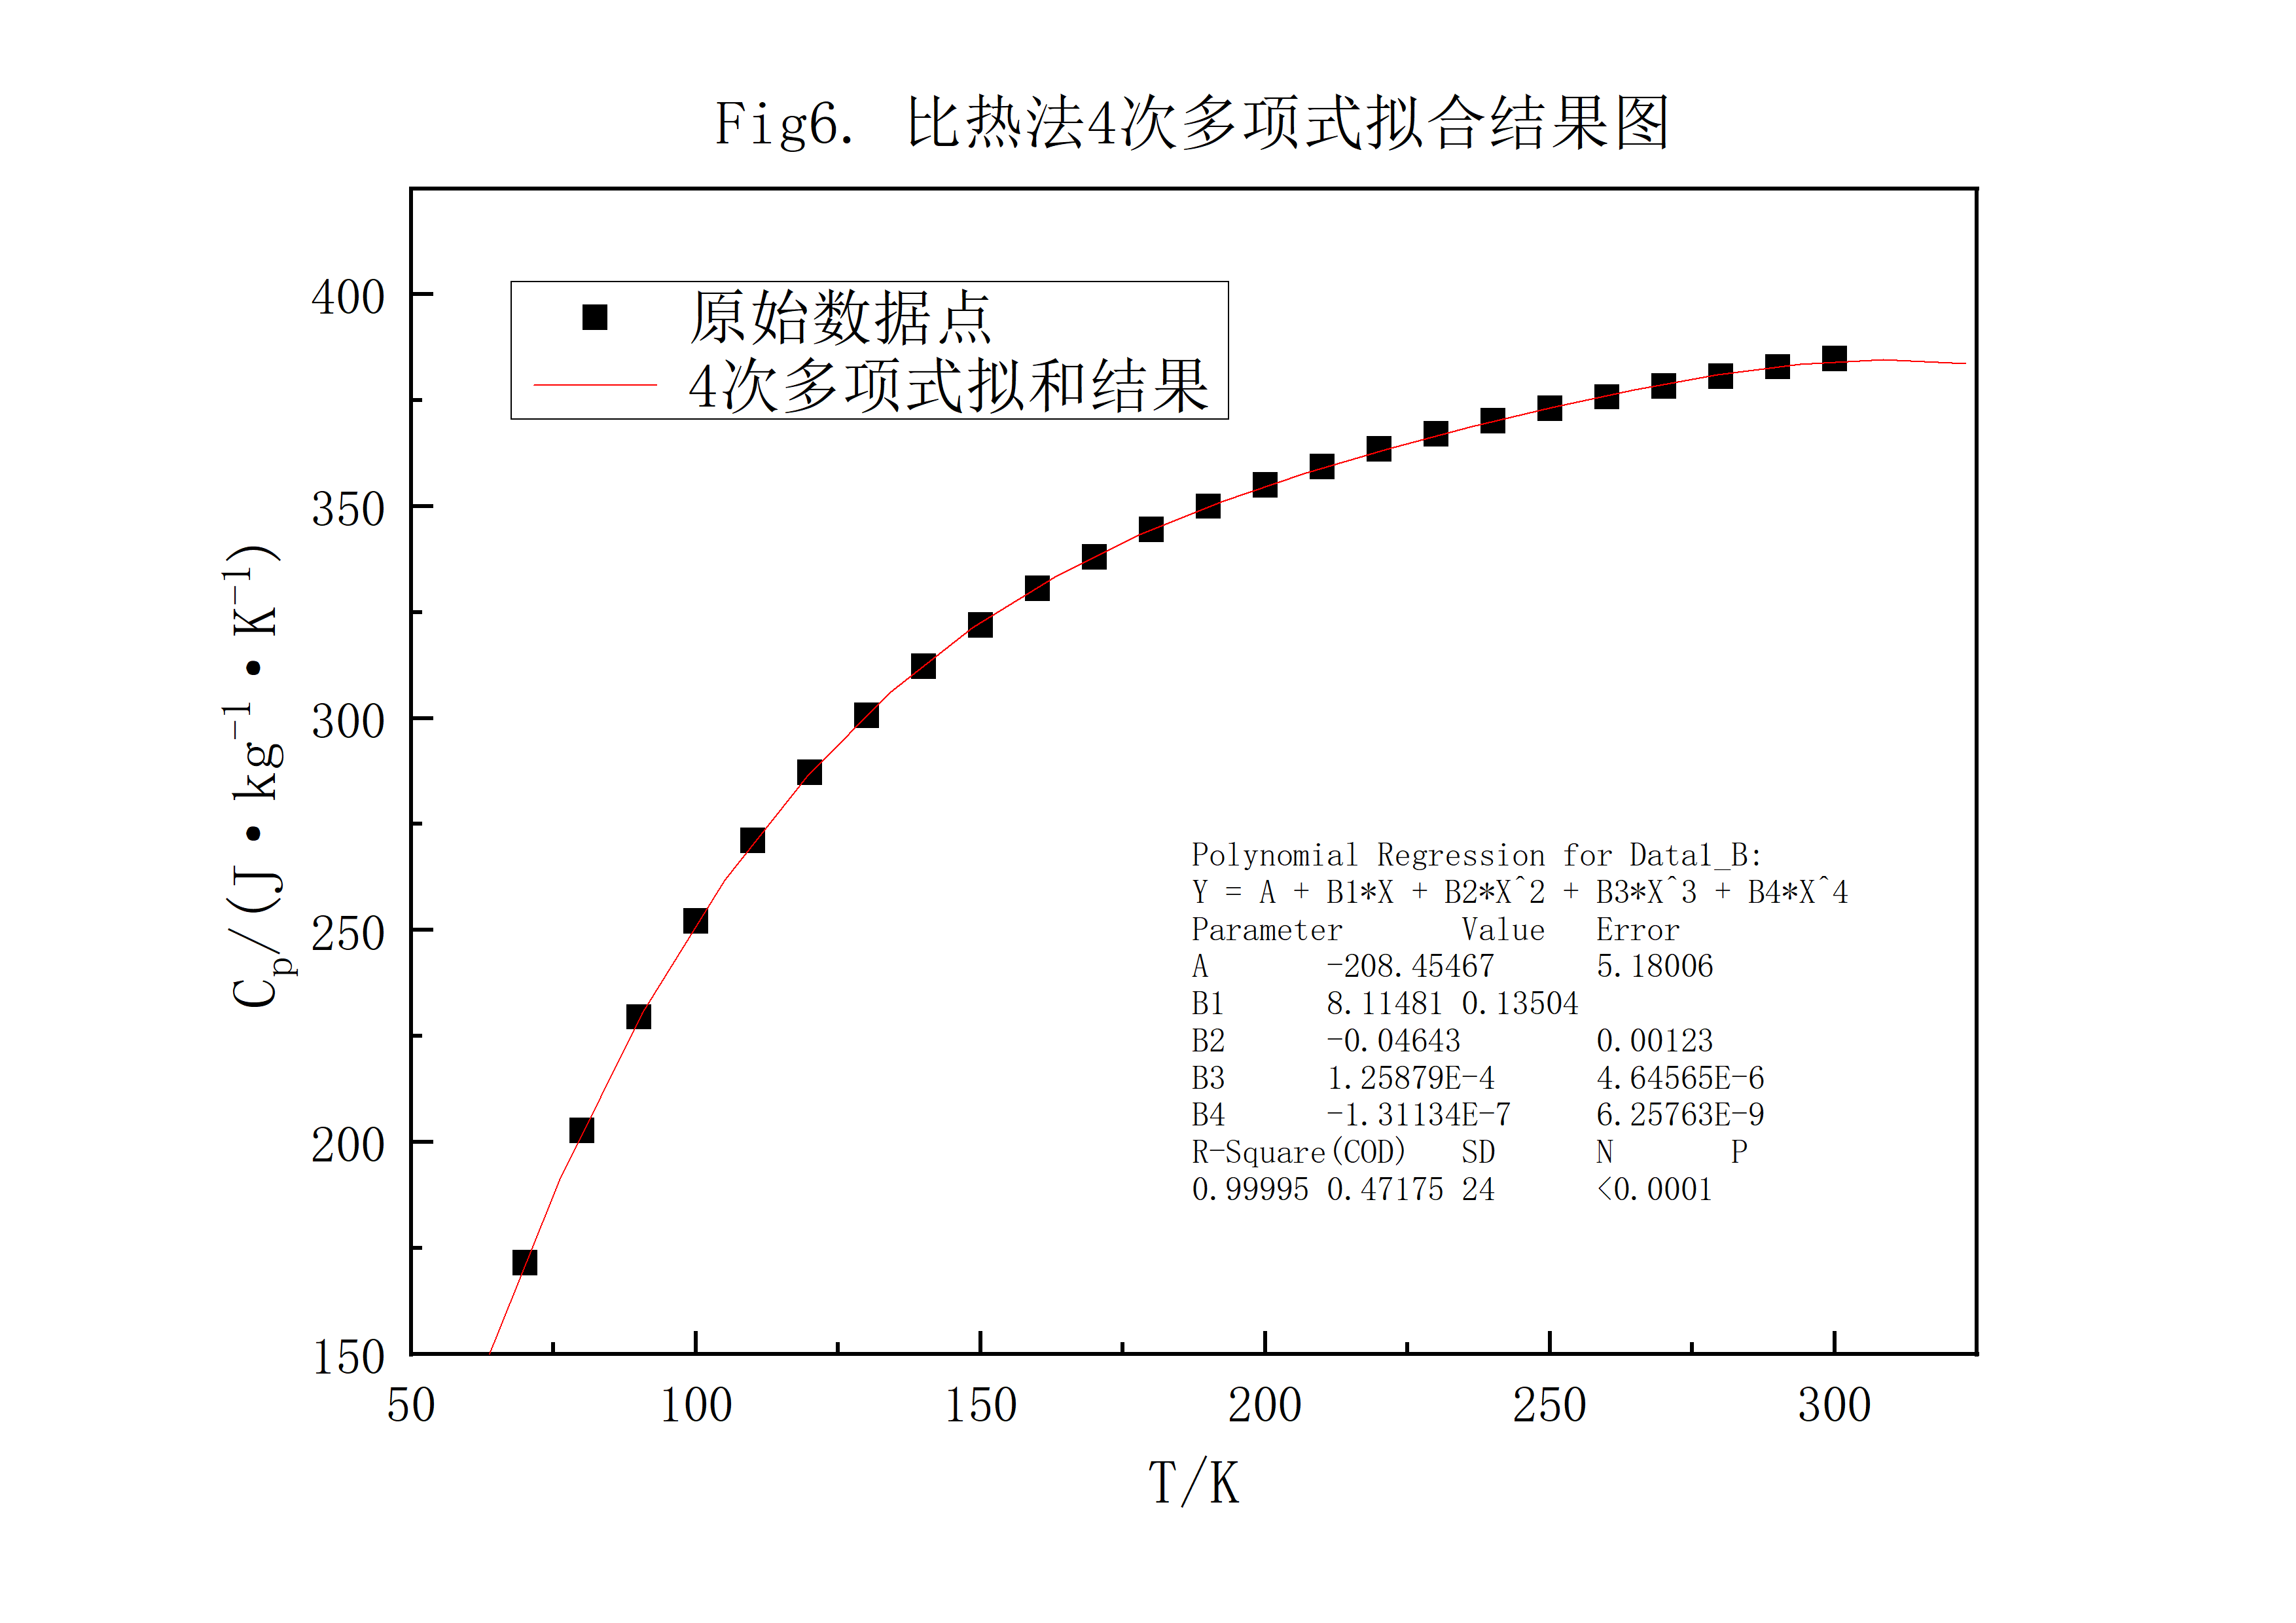 Fig6. 比热法4次多项式拟合结果图
原始数据点
4次多项式拟和结果
400
350
300
250
200
150
Cp/(J·kg⁻¹·K⁻¹)
Polynomial Regression for Data1_B:
Y = A + B1*X + B2*X^2 + B3*X^3 + B4*X^4
Parameter Value Error
A -208.45467 5.18006
B1 8.11481 0.13504
B2 -0.04643 0.00123
B3 1.25879E-4 4.64565E-6
B4 -1.31134E-7 6.25763E-9
R-Square(COD) SD N P
0.99995 0.47175 24 <0.0001
50 100 150 200 250 300
T/K